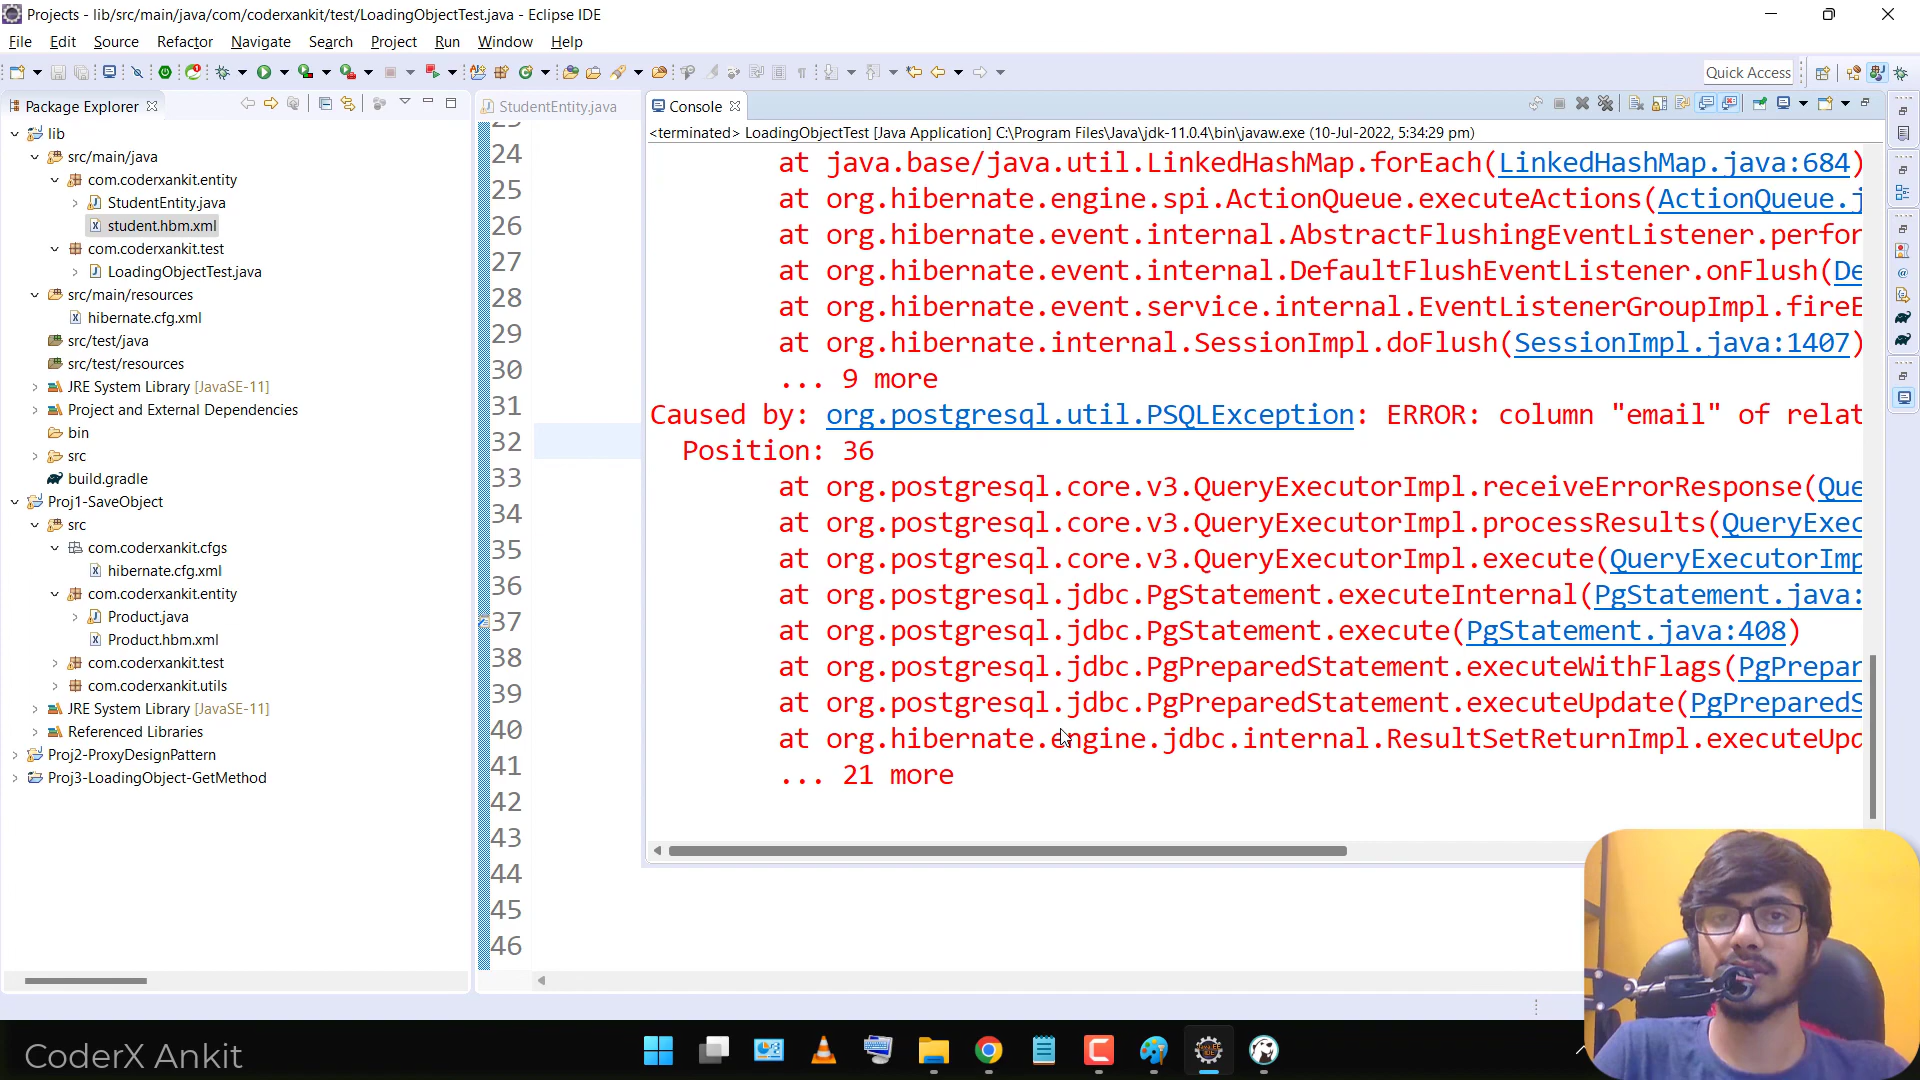 Projects - lib/src/main/java/com/coderxankit/test/LoadingObjectTest.java - Eclipse IDE
File Edit Source Refactor Navigate Search Project Run Window Help
Quick Access
Package Explorer
StudentEntity.java
Console
<terminated> LoadingObjectTest [Java Application] C:\Program Files\Java\jdk-11.0.4\bin\javaw.exe (10-Jul-2022, 5:34:29 pm)
lib
src/main/java
com.coderxankit.entity
StudentEntity.java
student.hbm.xml
com.coderxankit.test
LoadingObjectTest.java
src/main/resources
hibernate.cfg.xml
src/test/java
src/test/resources
JRE System Library [JavaSE-11]
Project and External Dependencies
bin
src
build.gradle
Proj1-SaveObject
src
com.coderxankit.cfgs
hibernate.cfg.xml
com.coderxankit.entity
Product.java
Product.hbm.xml
com.coderxankit.test
com.coderxankit.utils
JRE System Library [JavaSE-11]
Referenced Libraries
Proj2-ProxyDesignPattern
Proj3-LoadingObject-GetMethod
24
25
26
27
28
29
30
31
32
33
34
35
36
37
38
39
40
41
42
43
44
45
46
at java.base/java.util.LinkedHashMap.forEach(LinkedHashMap.java:684)
at org.hibernate.engine.spi.ActionQueue.executeActions(ActionQueue.j
at org.hibernate.event.internal.AbstractFlushingEventListener.perfor
at org.hibernate.event.internal.DefaultFlushEventListener.onFlush(De
at org.hibernate.event.service.internal.EventListenerGroupImpl.fireE
at org.hibernate.internal.SessionImpl.doFlush(SessionImpl.java:1407)
... 9 more
Caused by: org.postgresql.util.PSQLException: ERROR: column "email" of relat
Position: 36
at org.postgresql.core.v3.QueryExecutorImpl.receiveErrorResponse(Que
at org.postgresql.core.v3.QueryExecutorImpl.processResults(QueryExec
at org.postgresql.core.v3.QueryExecutorImpl.execute(QueryExecutorImp
at org.postgresql.jdbc.PgStatement.executeInternal(PgStatement.java:
at org.postgresql.jdbc.PgStatement.execute(PgStatement.java:408)
at org.postgresql.jdbc.PgPreparedStatement.executeWithFlags(PgPrepar
at org.postgresql.jdbc.PgPreparedStatement.executeUpdate(PgPreparedS
at org.hibernate.engine.jdbc.internal.ResultSetReturnImpl.executeUpd
... 21 more
CoderX Ankit